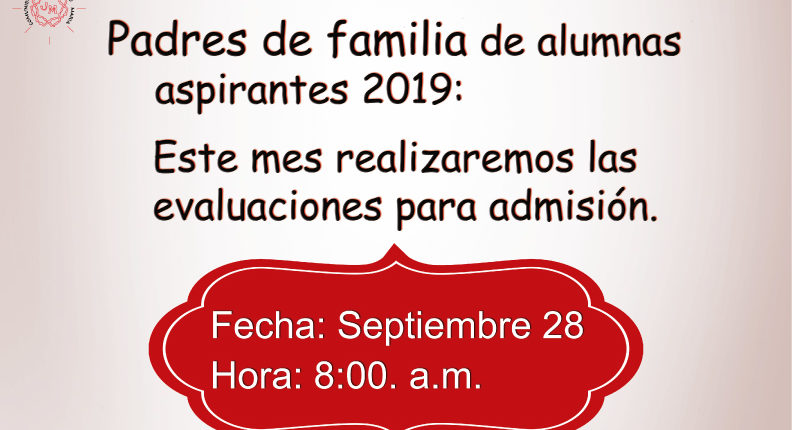 Padres de familia de alumnas
aspirantes 2019:
Este mes realizaremos las
evaluaciones para admisión.
Fecha: Septiembre 28
Hora: 8:00. a.m.